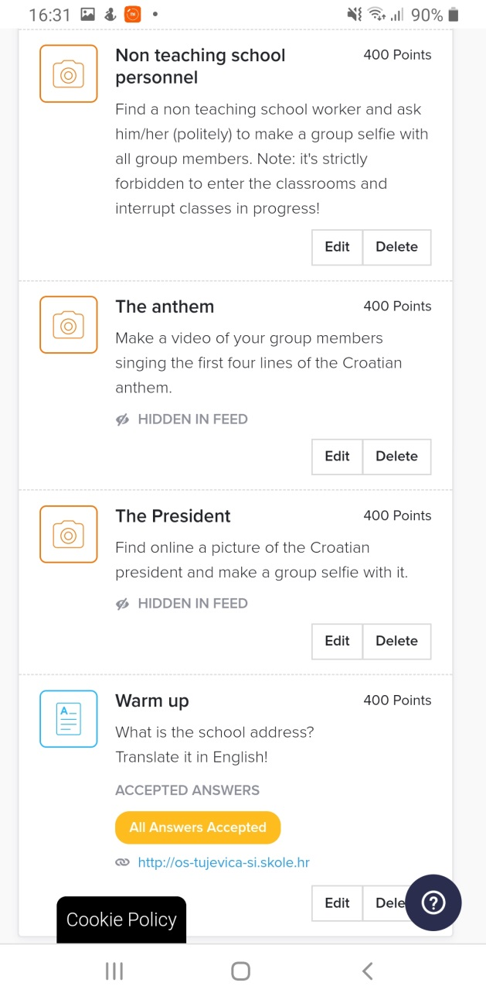 16:31 90%
Non teaching school
personnel
400 Points
Find a non teaching school worker and ask
him/her (politely) to make a group selfie with
all group members. Note: it's strictly
forbidden to enter the classrooms and
interrupt classes in progress!
Edit Delete
The anthem 400 Points
Make a video of your group members
singing the first four lines of the Croatian
anthem.
HIDDEN IN FEED
Edit Delete
The President 400 Points
Find online a picture of the Croatian
president and make a group selfie with it.
HIDDEN IN FEED
Edit Delete
A
Warm up 400 Points
What is the school address?
Translate it in English!
ACCEPTED ANSWERS
All Answers Accepted
http://os-tujevica-si.skole.hr
Edit Dele ?
Cookie Policy